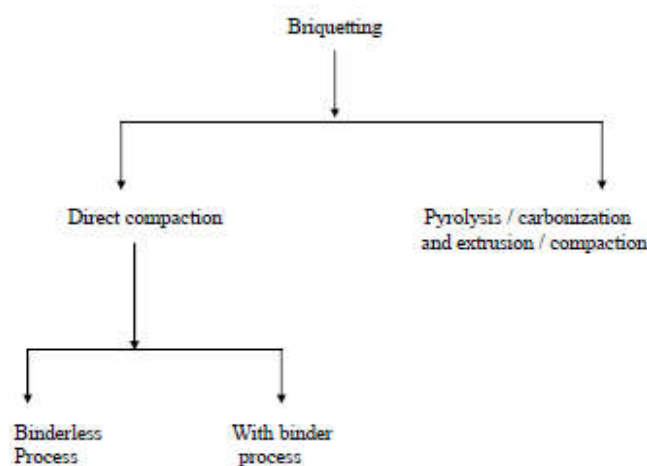 Briquetting
Direct compaction
Pyrolysis / carbonization
and extrusion / compaction
Binderless
Process
With binder
process